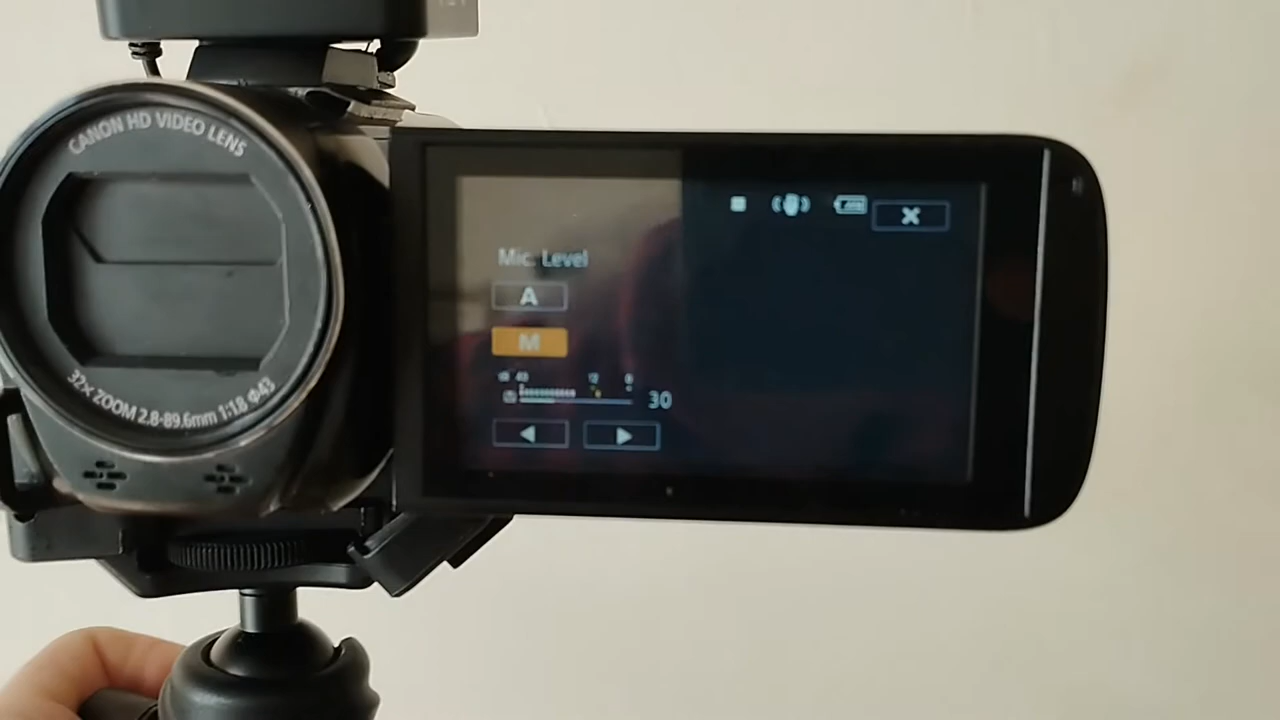 CANON HD VIDEO LENS
32x ZOOM 2.8-89.6mm 1:1.8 Φ43
Mic. Level
A
M
30